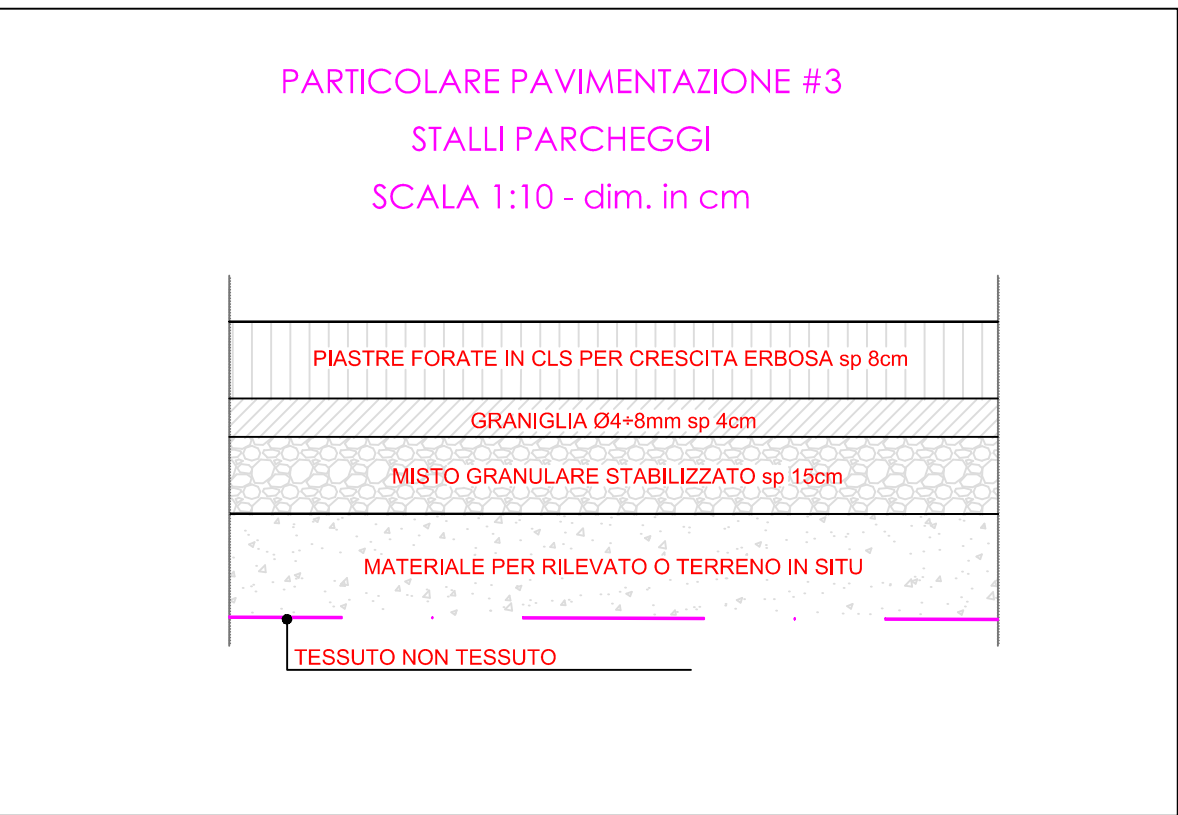 PARTICOLARE PAVIMENTAZIONE #3
STALLI PARCHEGGI
SCALA 1:10 - dim. in cm
PIASTRE FORATE IN CLS PER CRESCITA ERBOSA sp 8cm
GRANIGLIA Ø4÷8mm sp 4cm
MISTO GRANULARE STABILIZZATO sp 15cm
MATERIALE PER RILEVATO O TERRENO IN SITU
TESSUTO NON TESSUTO